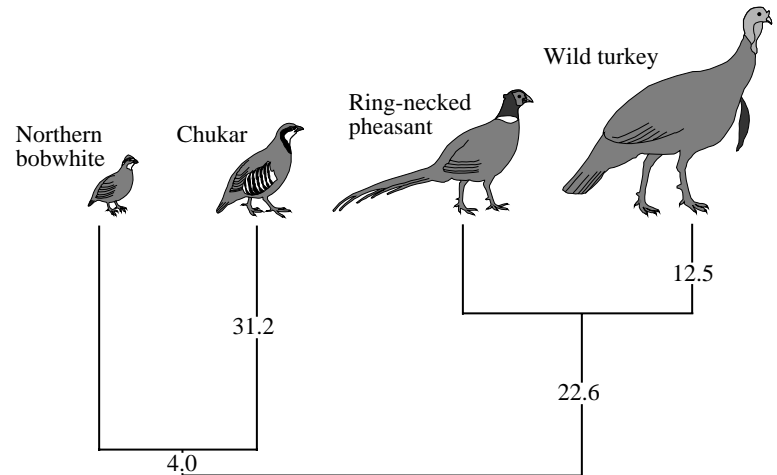 Wild turkey
Ring-necked
pheasant
Northern
bobwhite
Chukar
12.5
31.2
22.6
4.0